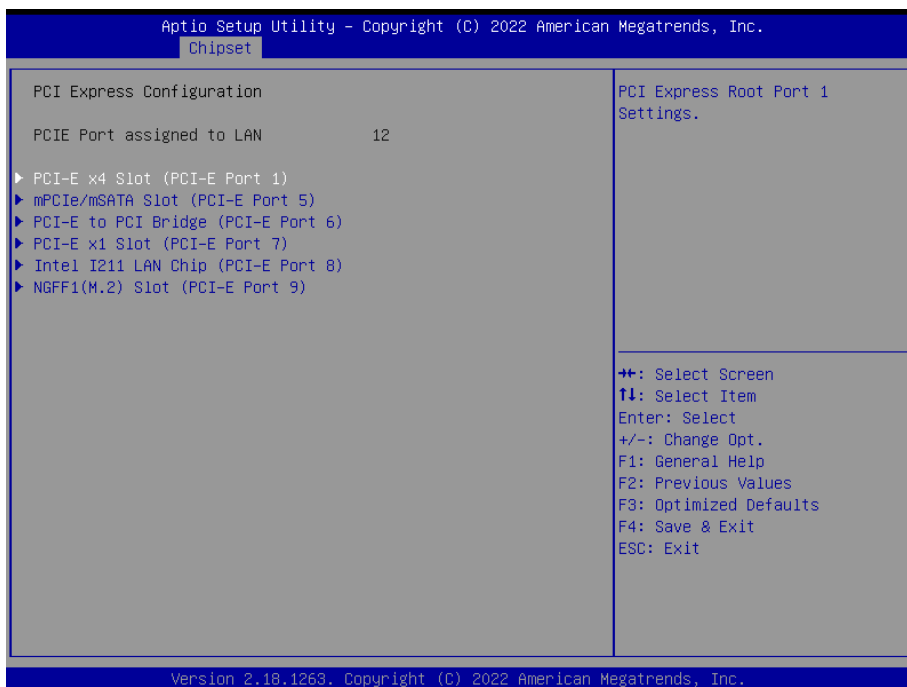 Aptio Setup Utility – Copyright (C) 2022 American Megatrends, Inc.
Chipset
PCI Express Configuration
PCIE Port assigned to LAN 12
PCI-E x4 Slot (PCI-E Port 1)
mPCIe/mSATA Slot (PCI-E Port 5)
PCI-E to PCI Bridge (PCI-E Port 6)
PCI-E x1 Slot (PCI-E Port 7)
Intel I211 LAN Chip (PCI-E Port 8)
NGFF1(M.2) Slot (PCI-E Port 9)
PCI Express Root Port 1
Settings.
→←: Select Screen
↑↓: Select Item
Enter: Select
+/-: Change Opt.
F1: General Help
F2: Previous Values
F3: Optimized Defaults
F4: Save & Exit
ESC: Exit
Version 2.18.1263. Copyright (C) 2022 American Megatrends, Inc.